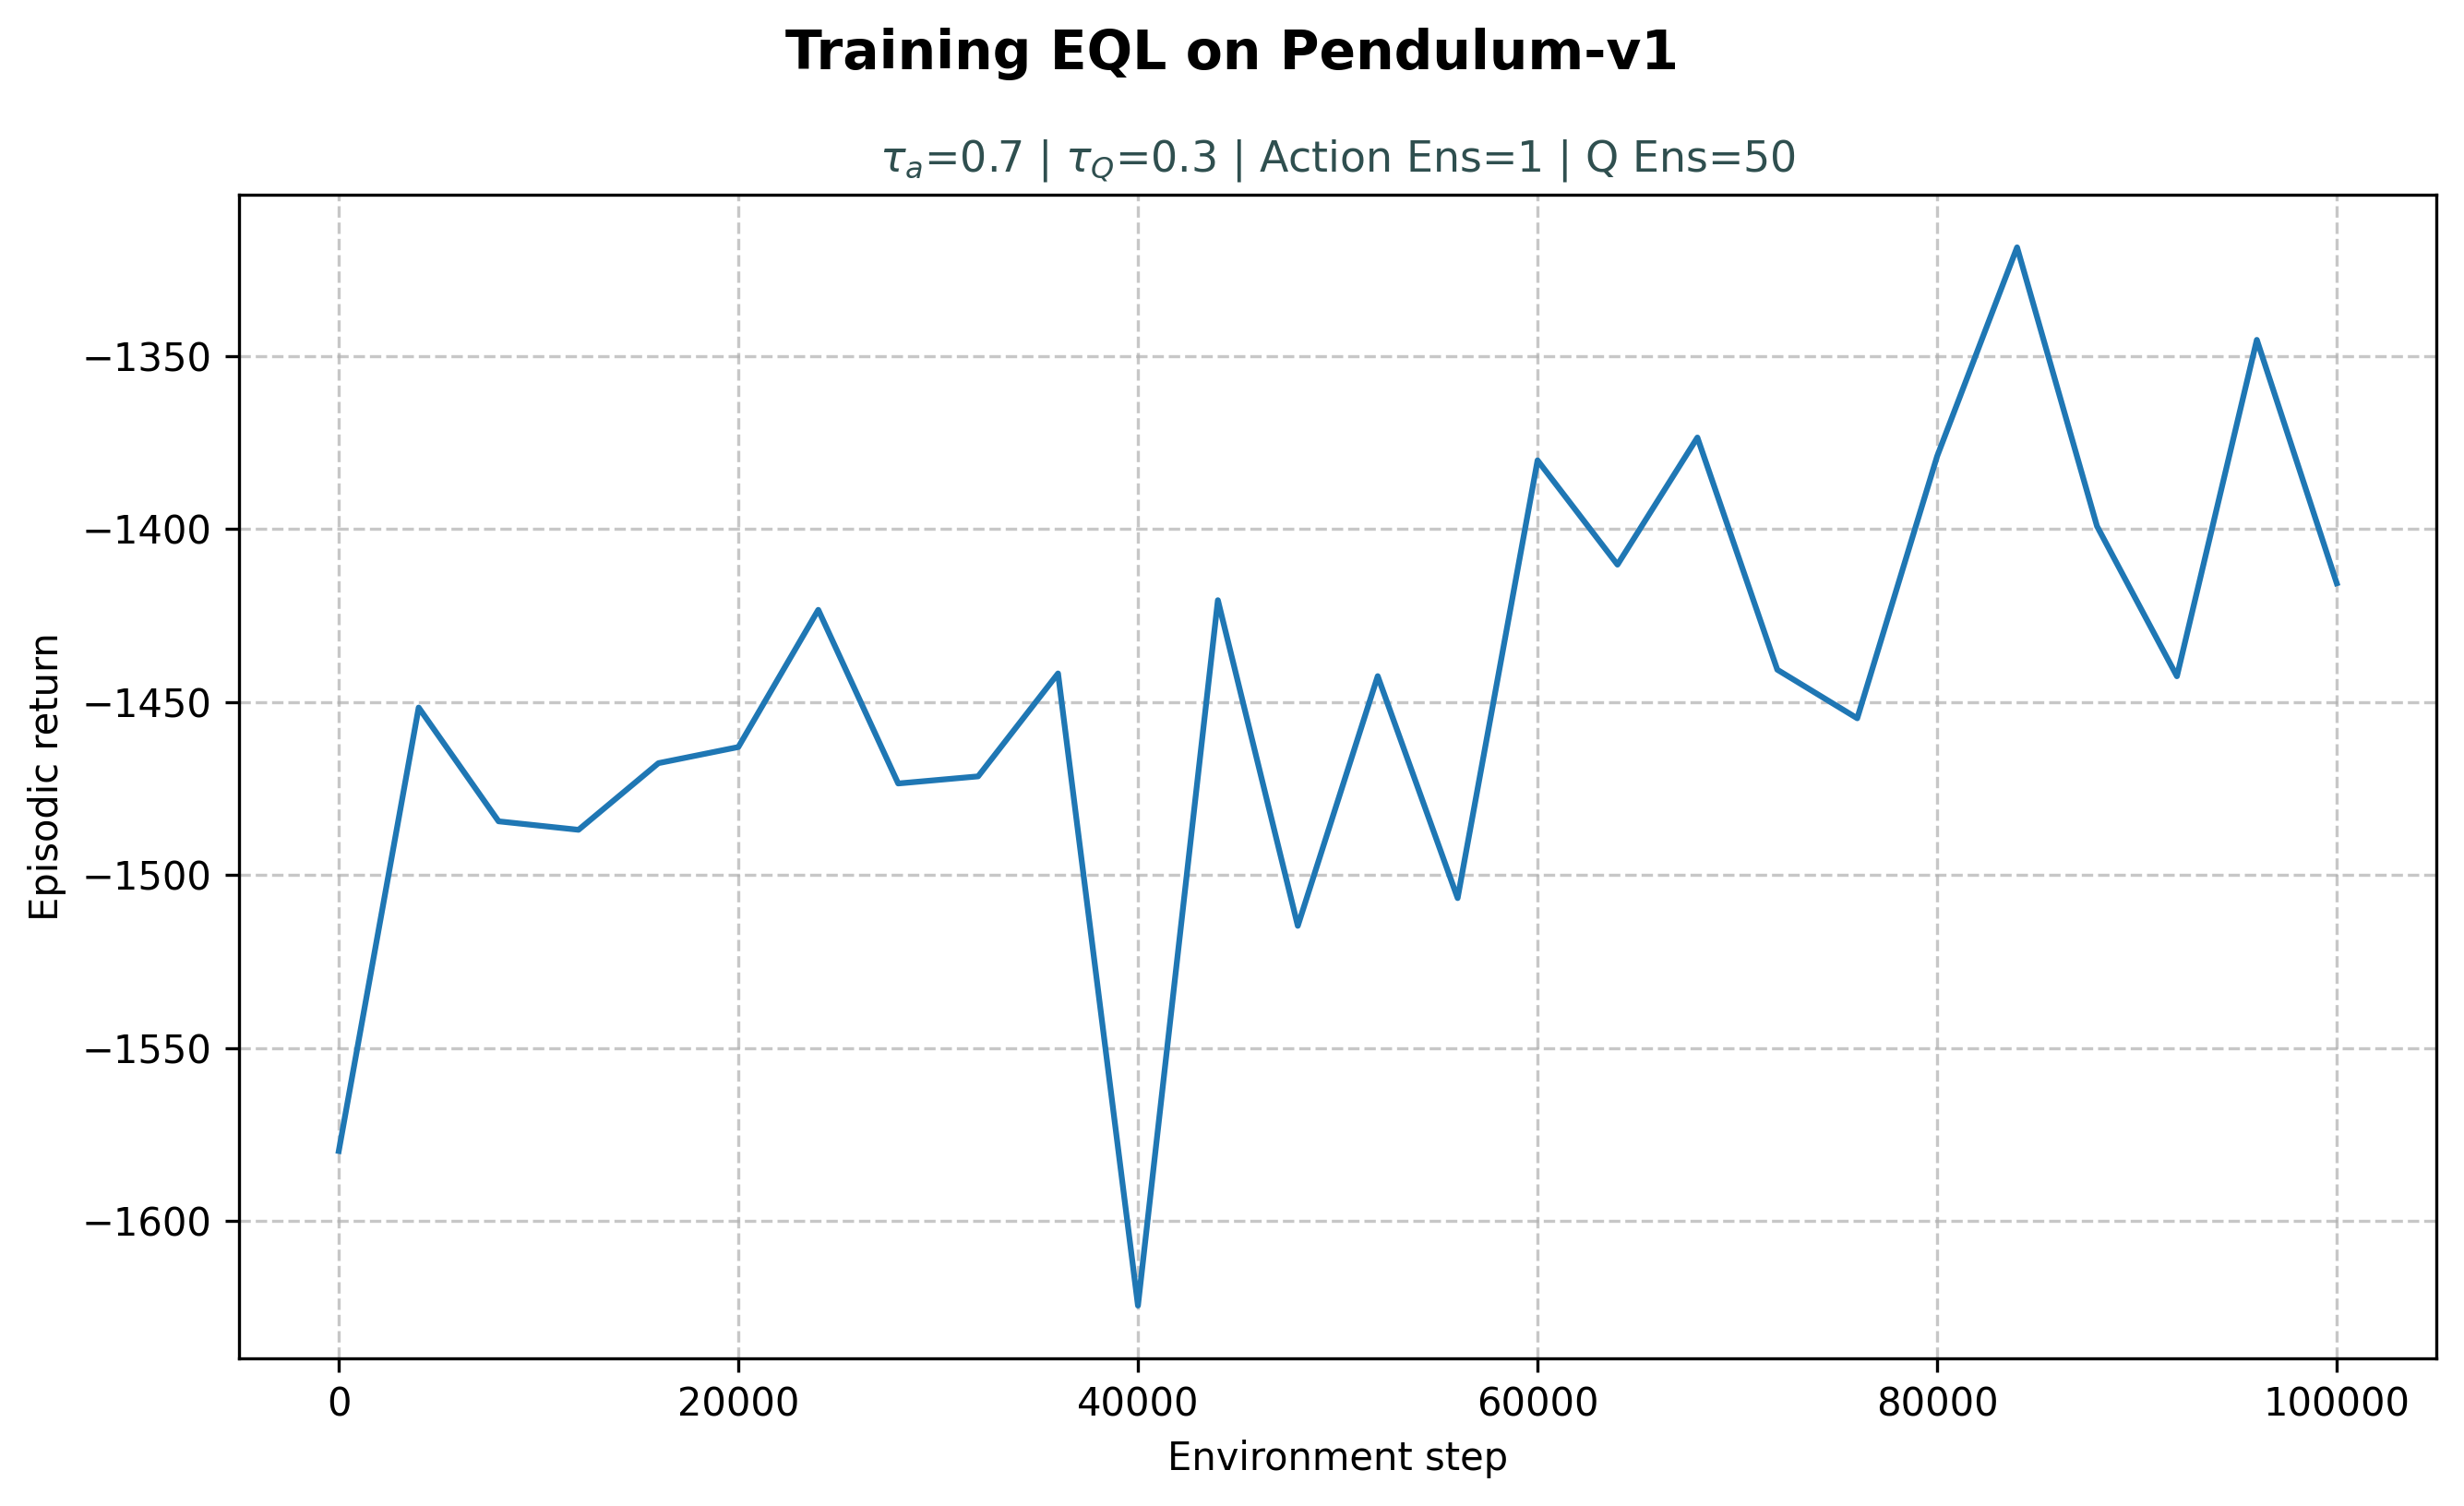 Training EQL on Pendulum-v1
τₐ=0.7 | τ_Q=0.3 | Action Ens=1 | Q Ens=50
Episodic return
−1350
−1400
−1450
−1500
−1550
−1600
0 20000 40000 60000 80000 100000
Environment step